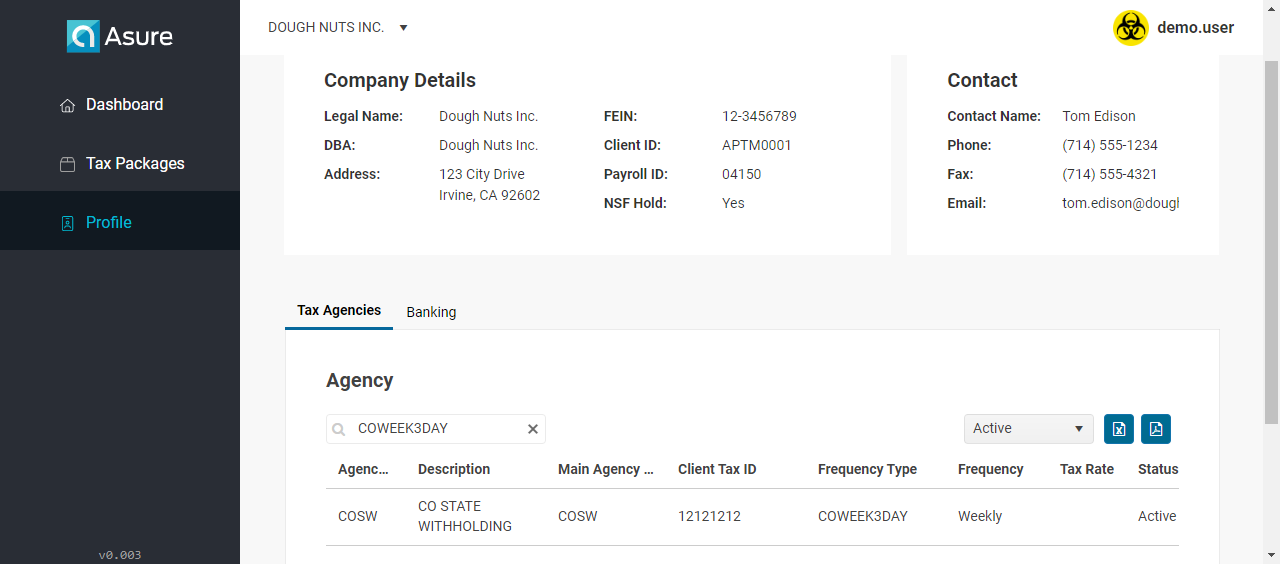 Asure
DOUGH NUTS INC.
demo.user
Dashboard
Tax Packages
Profile
v0.003
Company Details
Legal Name: Dough Nuts Inc. FEIN: 12-3456789
DBA: Dough Nuts Inc. Client ID: APTM0001
Address: 123 City Drive Payroll ID: 04150
Irvine, CA 92602
NSF Hold: Yes
Contact
Contact Name: Tom Edison
Phone: (714) 555-1234
Fax: (714) 555-4321
Email: tom.edison@dough
Tax Agencies Banking
Agency
COWEEK3DAY
Active
Agenc... Description Main Agency ... Client Tax ID Frequency Type Frequency Tax Rate Status
COSW CO STATE WITHHOLDING COSW 12121212 COWEEK3DAY Weekly Active